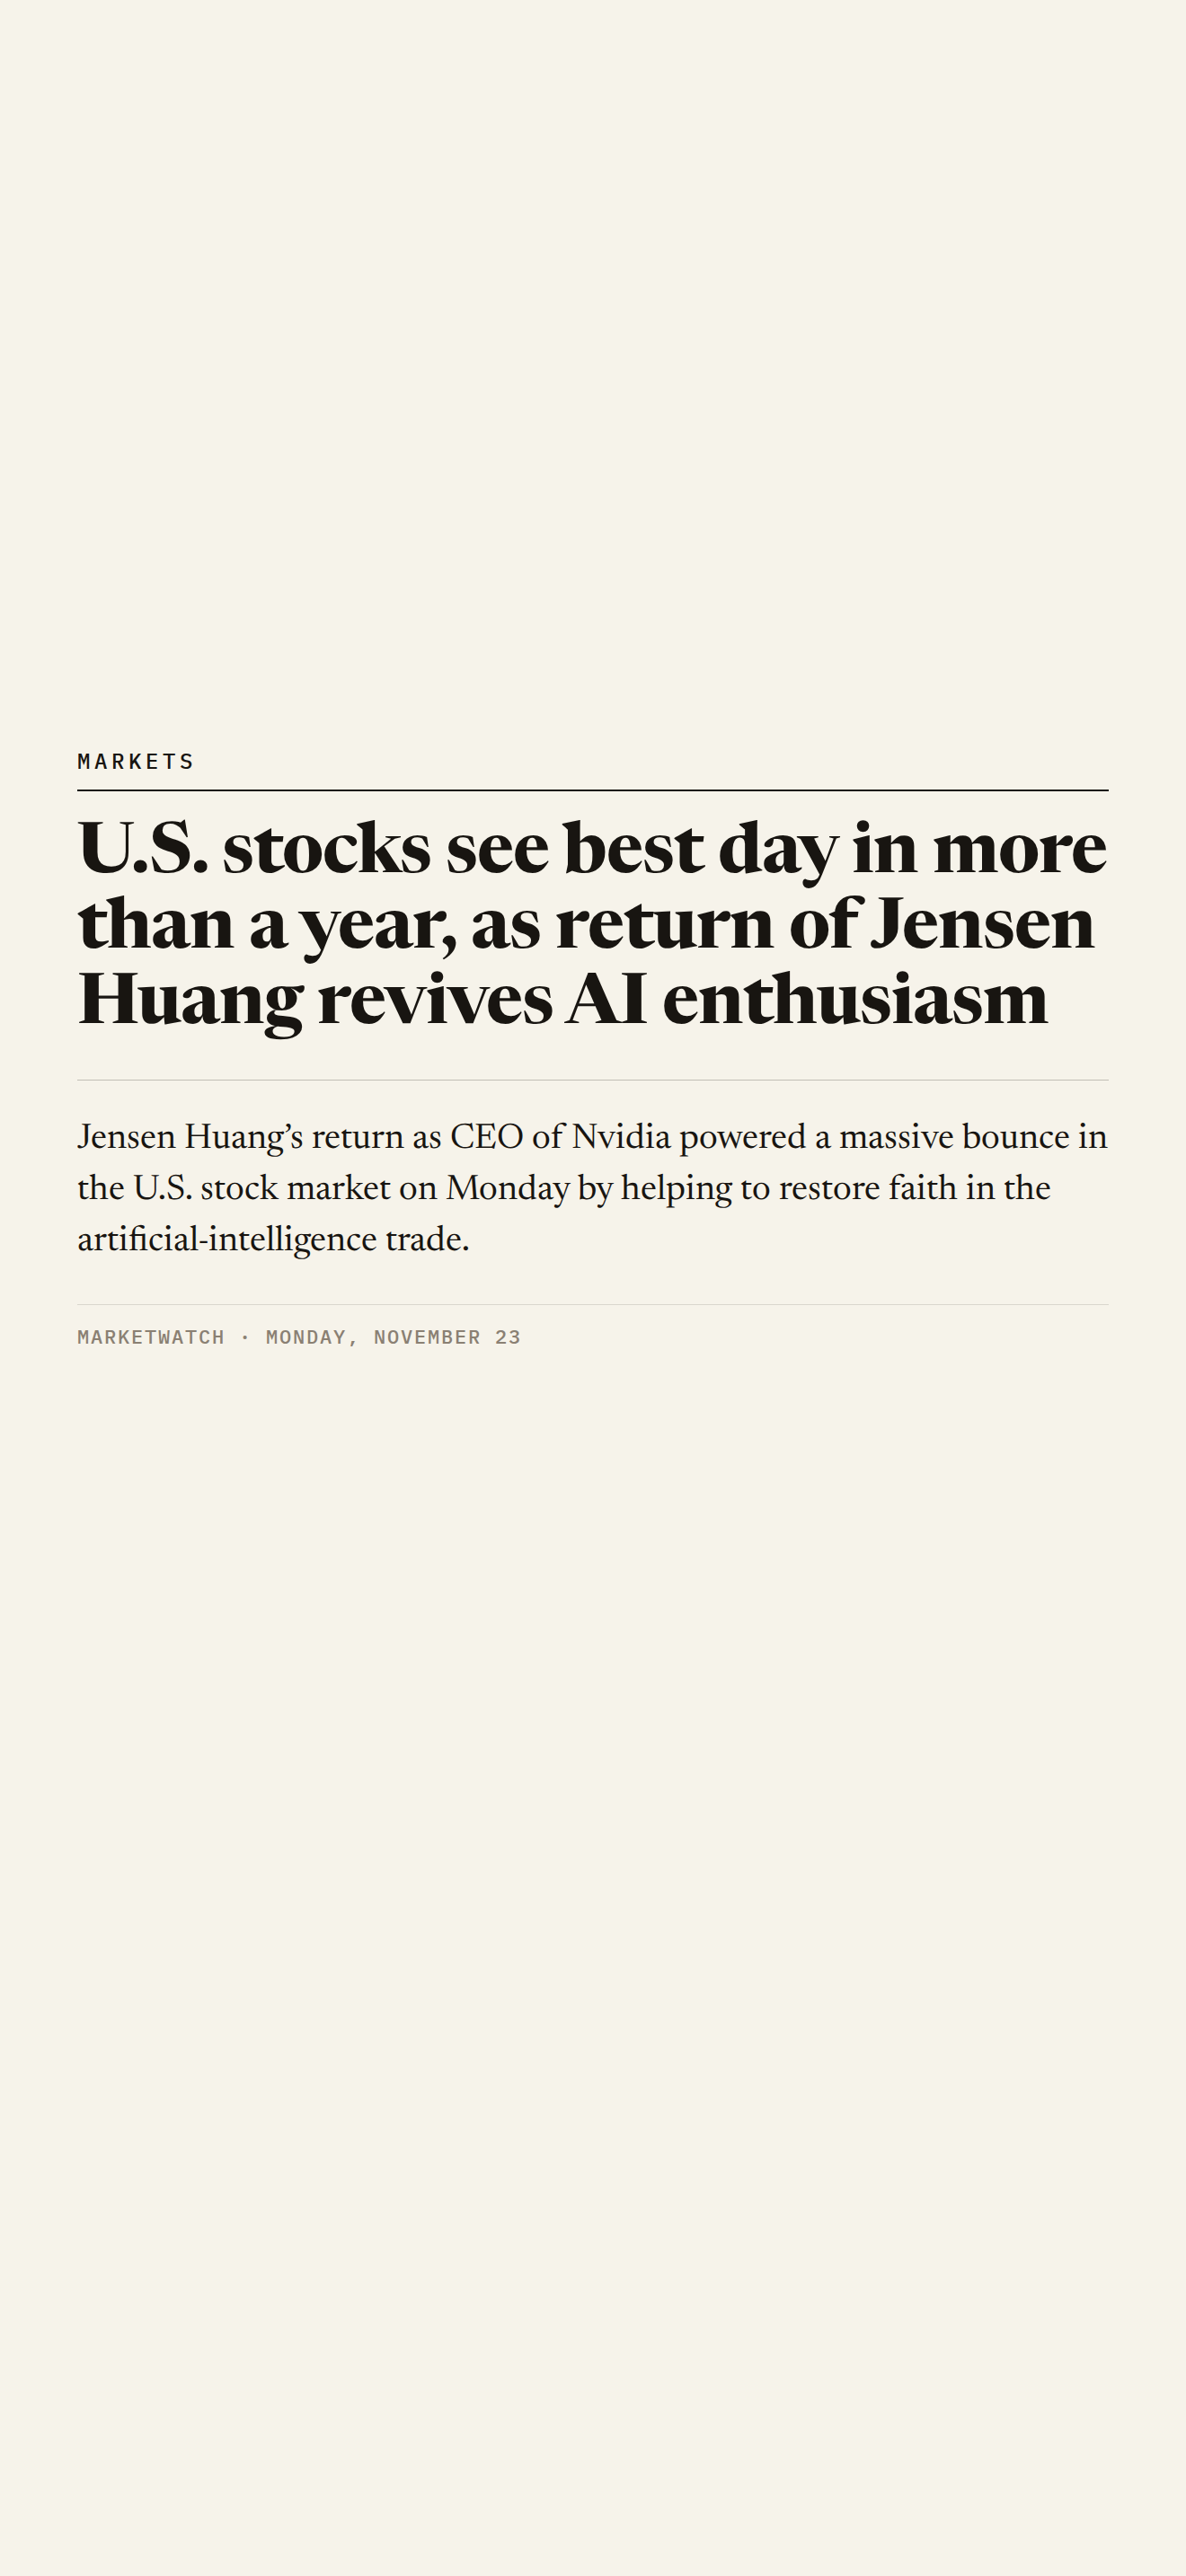 MARKETS
U.S. stocks see best day in more
than a year, as return of Jensen
Huang revives AI enthusiasm
Jensen Huang’s return as CEO of Nvidia powered a massive bounce in
the U.S. stock market on Monday by helping to restore faith in the
artificial-intelligence trade.
MARKETWATCH · MONDAY, NOVEMBER 23